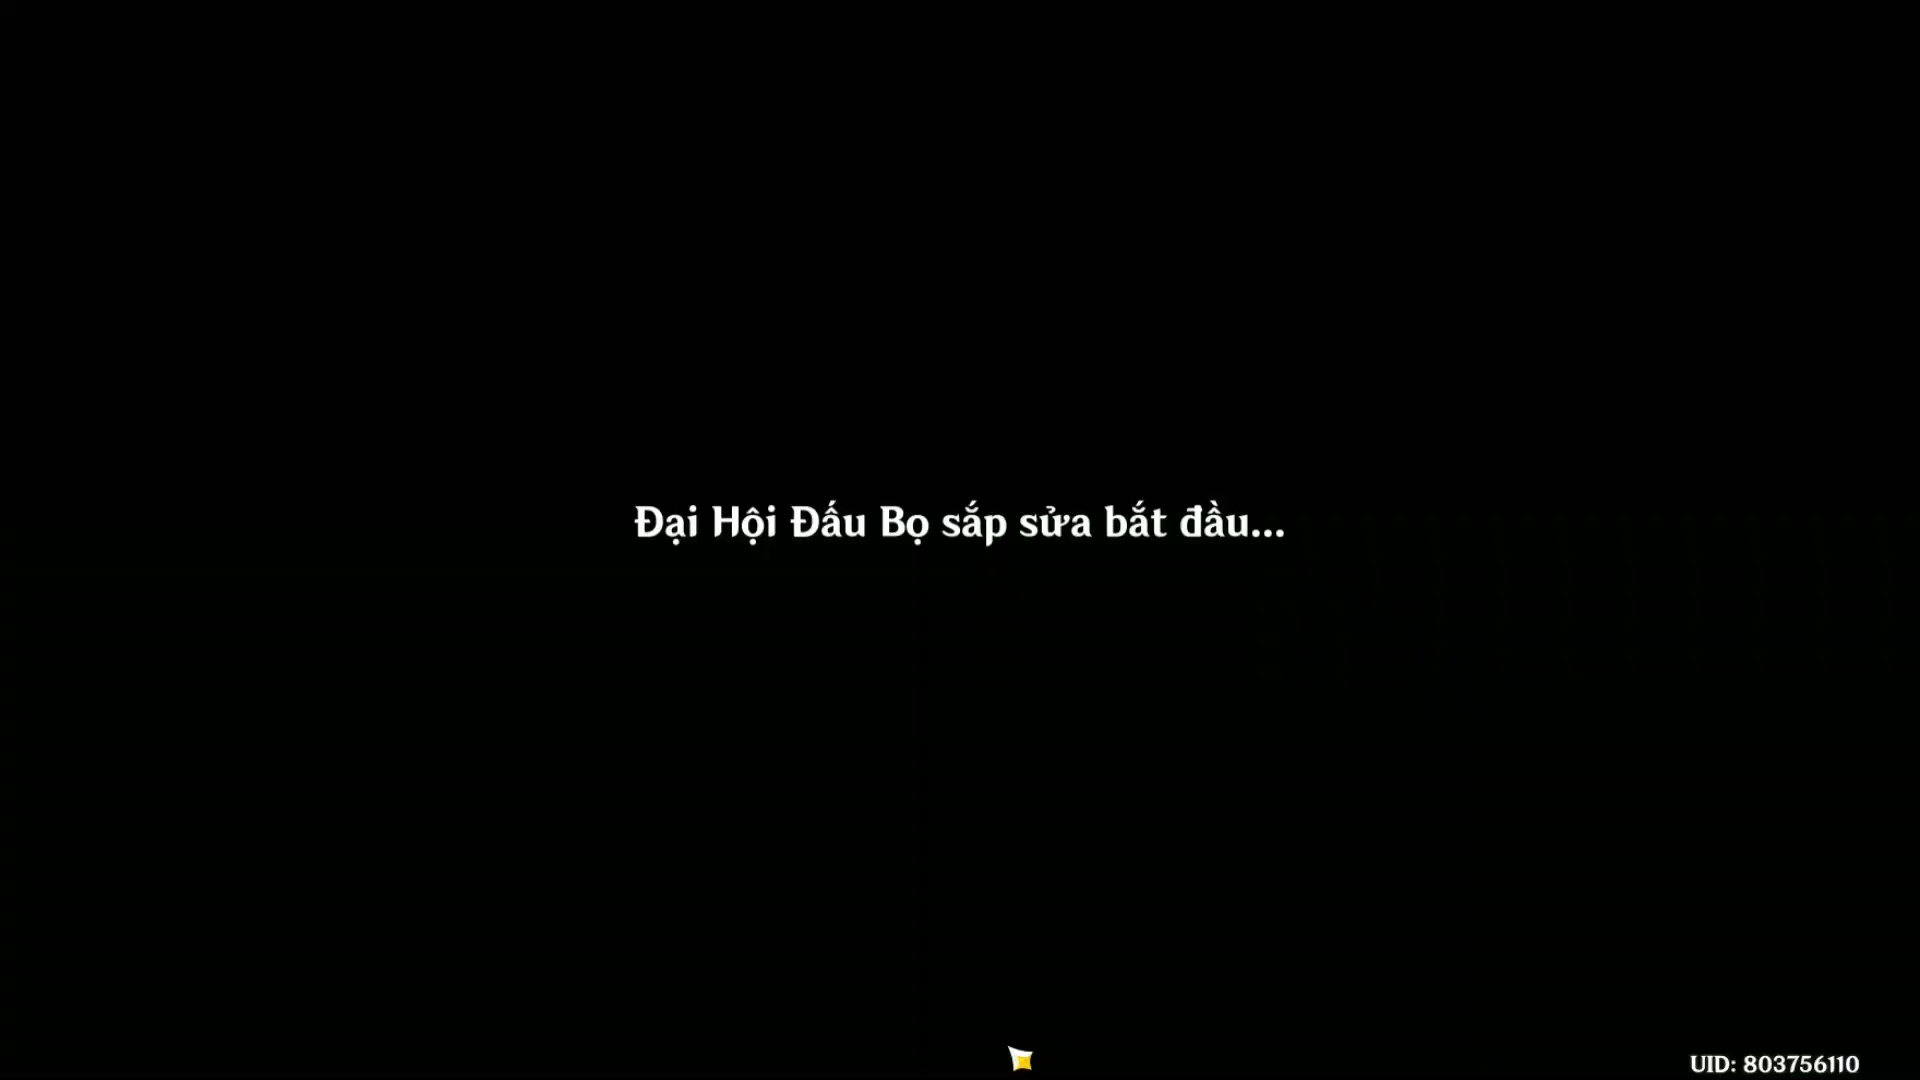 Đại Hội Đấu Bọ sắp sửa bắt đầu...
UID: 803756110